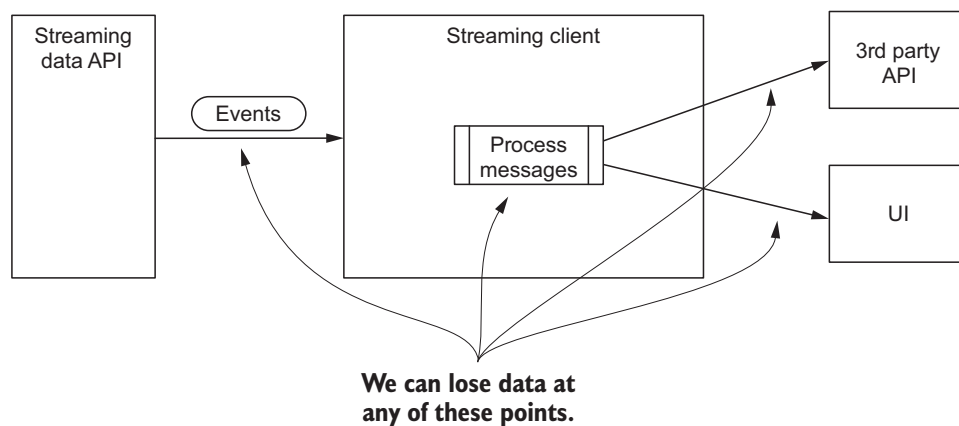 Streaming
data API
Events
Streaming client
Process
messages
3rd party
API
UI
We can lose data at
any of these points.